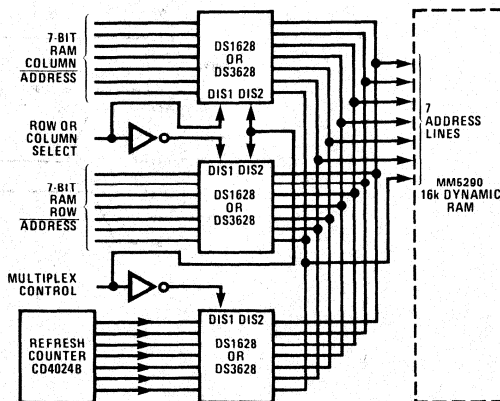 7-BIT
RAM
COLUMN
ADDRESS
DS1628
OR
DS3628
DIS1 DIS2
ROW OR
COLUMN
SELECT
7-BIT
RAM
ROW
ADDRESS
DIS1 DIS2
DS1628
OR
DS3628
7
ADDRESS
LINES
MM5290
16k DYNAMIC
RAM
MULTIPLEX
CONTROL
REFRESH
COUNTER
CD4024B
DIS1 DIS2
DS1628
OR
DS3628